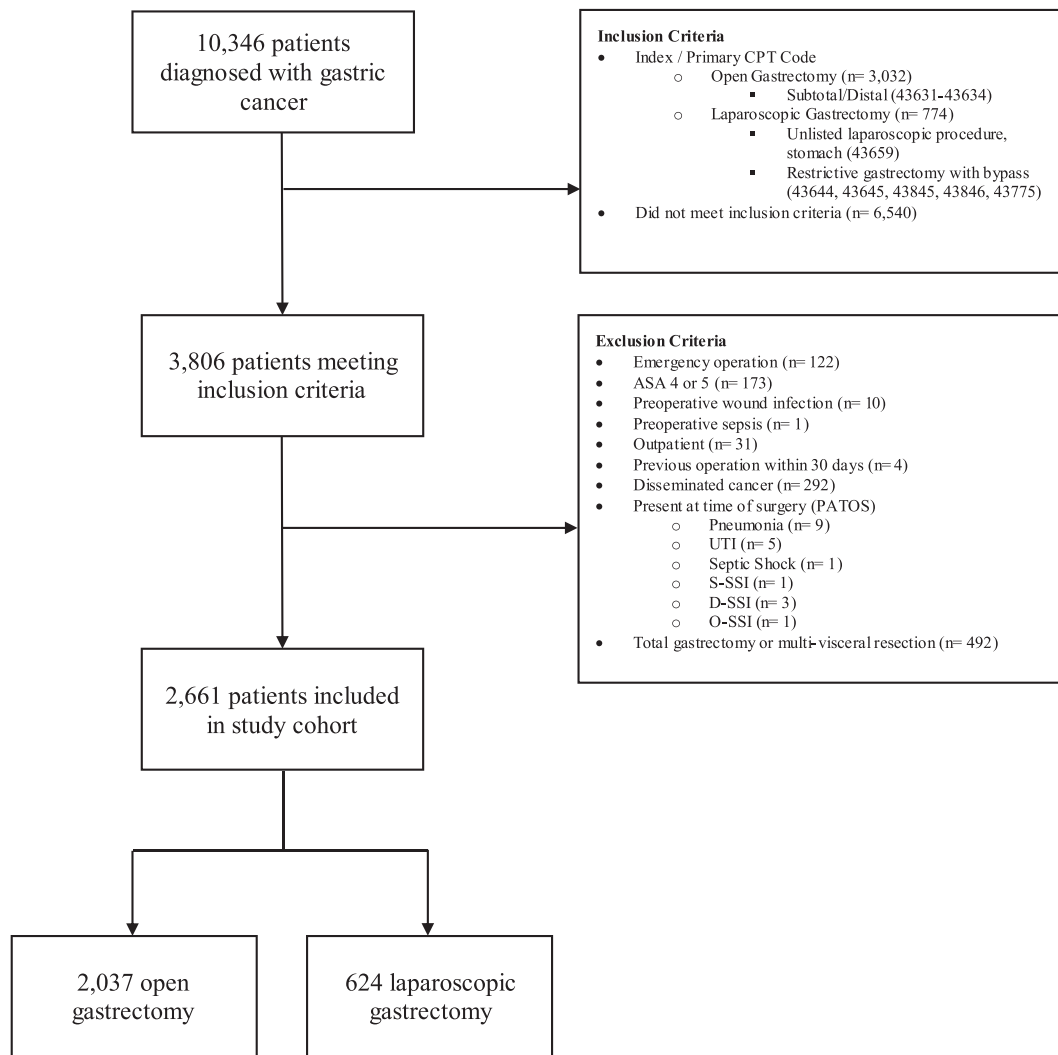 10,346 patients
diagnosed with gastric
cancer
Inclusion Criteria
• Index / Primary CPT Code
o Open Gastrectomy (n= 3,032)
▪ Subtotal/Distal (43631-43634)
o Laparoscopic Gastrectomy (n= 774)
▪ Unlisted laparoscopic procedure,
stomach (43659)
▪ Restrictive gastrectomy with bypass
(43644, 43645, 43845, 43846, 43775)
• Did not meet inclusion criteria (n= 6,540)
3,806 patients meeting
inclusion criteria
Exclusion Criteria
• Emergency operation (n= 122)
• ASA 4 or 5 (n= 173)
• Preoperative wound infection (n= 10)
• Preoperative sepsis (n= 1)
• Outpatient (n= 31)
• Previous operation within 30 days (n= 4)
• Disseminated cancer (n= 292)
• Present at time of surgery (PATOS)
o Pneumonia (n= 9)
o UTI (n= 5)
o Septic Shock (n= 1)
o S-SSI (n= 1)
o D-SSI (n= 3)
o O-SSI (n= 1)
• Total gastrectomy or multi-visceral resection (n= 492)
2,661 patients included
in study cohort
2,037 open
gastrectomy
624 laparoscopic
gastrectomy